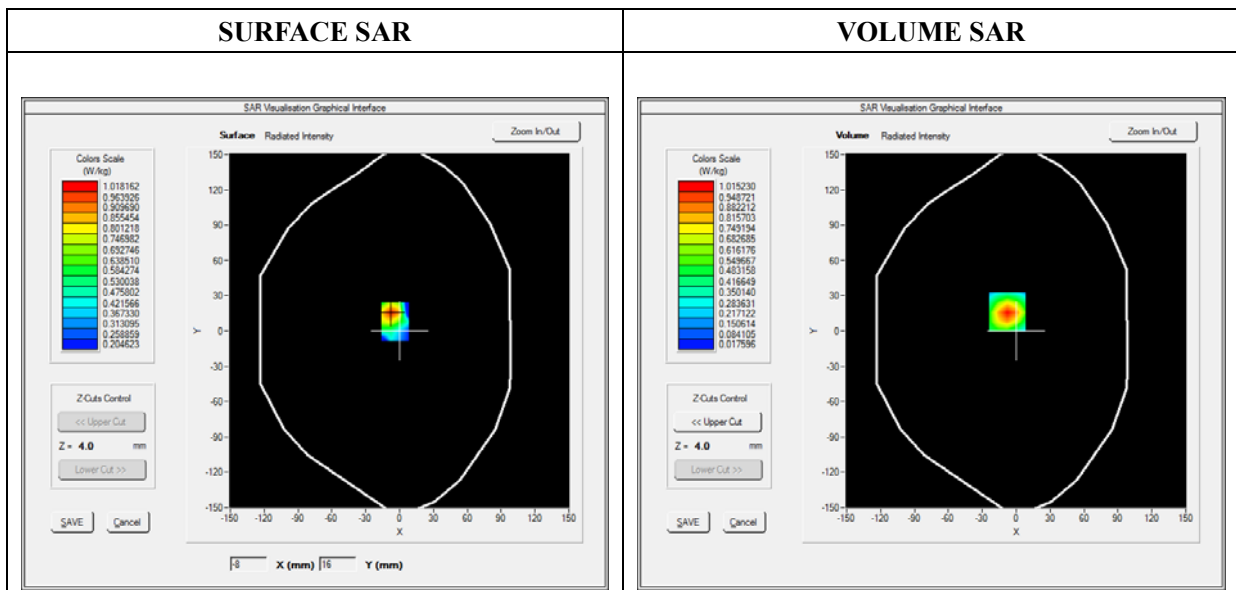 SURFACE SAR
VOLUME SAR
SAR Visualisation Graphical Interface
Surface Radiated Intensity
Zoom In/Out
Colors Scale
(W/kg)
1.018162
0.963926
0.909690
0.855454
0.801218
0.746982
0.692746
0.638510
0.584274
0.530038
0.475802
0.421566
0.367330
0.313095
0.258859
0.204623
Z-Cuts Control
<< Upper Cut
Z = 4.0 mm
Lower Cut >>
SAVE Cancel
150
120
90
60
30
0
-30
-60
-90
-120
-150
Y
-150 -120 -90 -60 -30 0 30 60 90 120 150
X
-8 X (mm) 16 Y (mm)
SAR Visualisation Graphical Interface
Volume Radiated Intensity
Zoom In/Out
Colors Scale
(W/kg)
1.015230
0.948721
0.882212
0.815703
0.749194
0.682685
0.616176
0.549667
0.483158
0.416649
0.350140
0.283631
0.217122
0.150614
0.084105
0.017596
Z-Cuts Control
<< Upper Cut
Z = 4.0 mm
Lower Cut >>
SAVE Cancel
150
120
90
60
30
0
-30
-60
-90
-120
-150
Y
-150 -120 -90 -60 -30 0 30 60 90 120 150
X